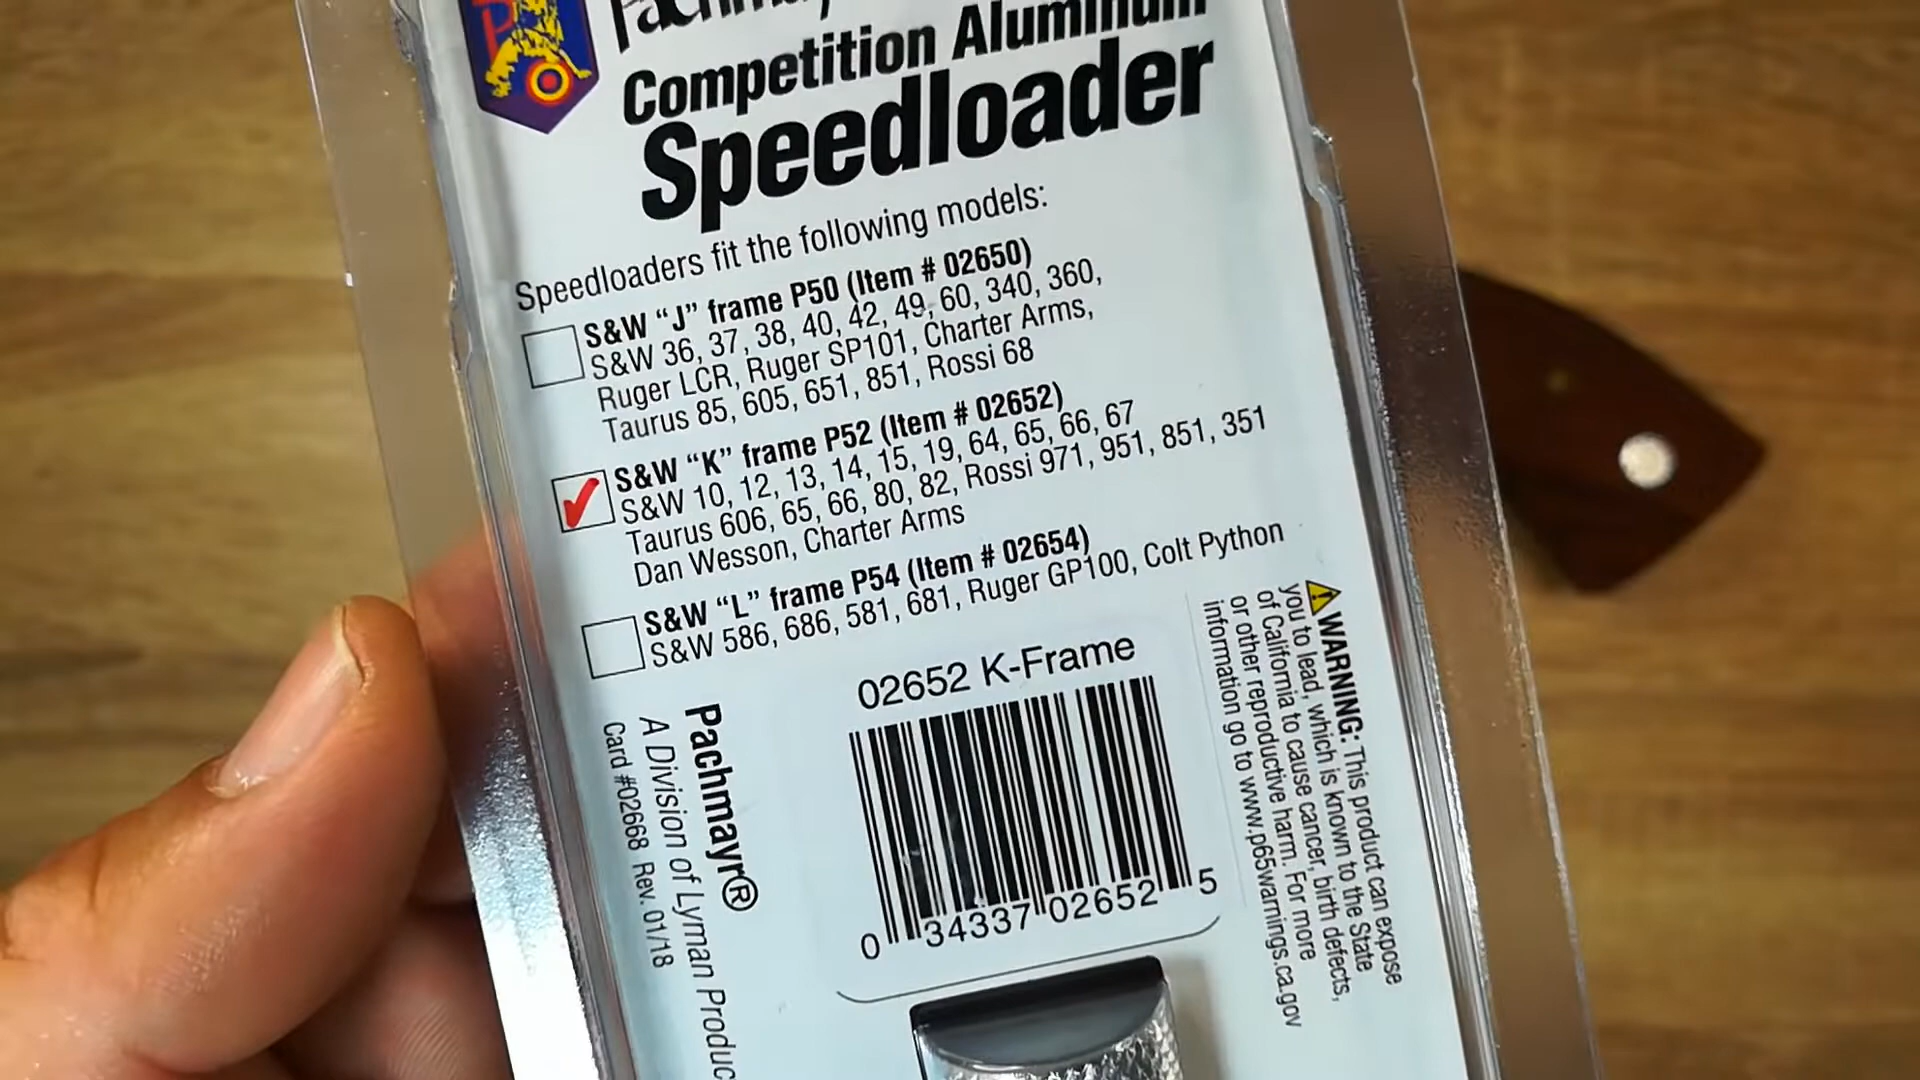 Pachmayr
Competition Aluminum
Speedloader
Speedloaders fit the following models:
S&W “J” frame P50 (Item # 02650)
S&W 36, 37, 38, 40, 42, 49, 60, 340, 360,
Ruger LCR, Ruger SP101, Charter Arms,
Taurus 85, 605, 651, 851, Rossi 68
S&W “K” frame P52 (Item # 02652)
S&W 10, 12, 13, 14, 15, 19, 64, 65, 66, 67
Taurus 606, 65, 66, 80, 82, Rossi 971, 951, 851, 351
Dan Wesson, Charter Arms
S&W “L” frame P54 (Item # 02654)
S&W 586, 686, 581, 681, Ruger GP100, Colt Python
02652 K-Frame
0 34337 02652 5
Pachmayr®
A Division of Lyman Produc
Card #02668 Rev. 01/18
WARNING: This product can expose
you to lead, which is known to the State
of California to cause cancer, birth defects,
or other reproductive harm. For more
information go to www.p65warnings.ca.gov